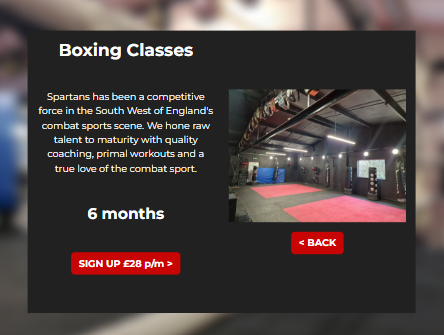 Boxing Classes
Spartans has been a competitive
force in the South West of England's
combat sports scene. We hone raw
talent to maturity with quality
coaching, primal workouts and a
true love of the combat sport.
6 months
SIGN UP £28 p/m >
< BACK